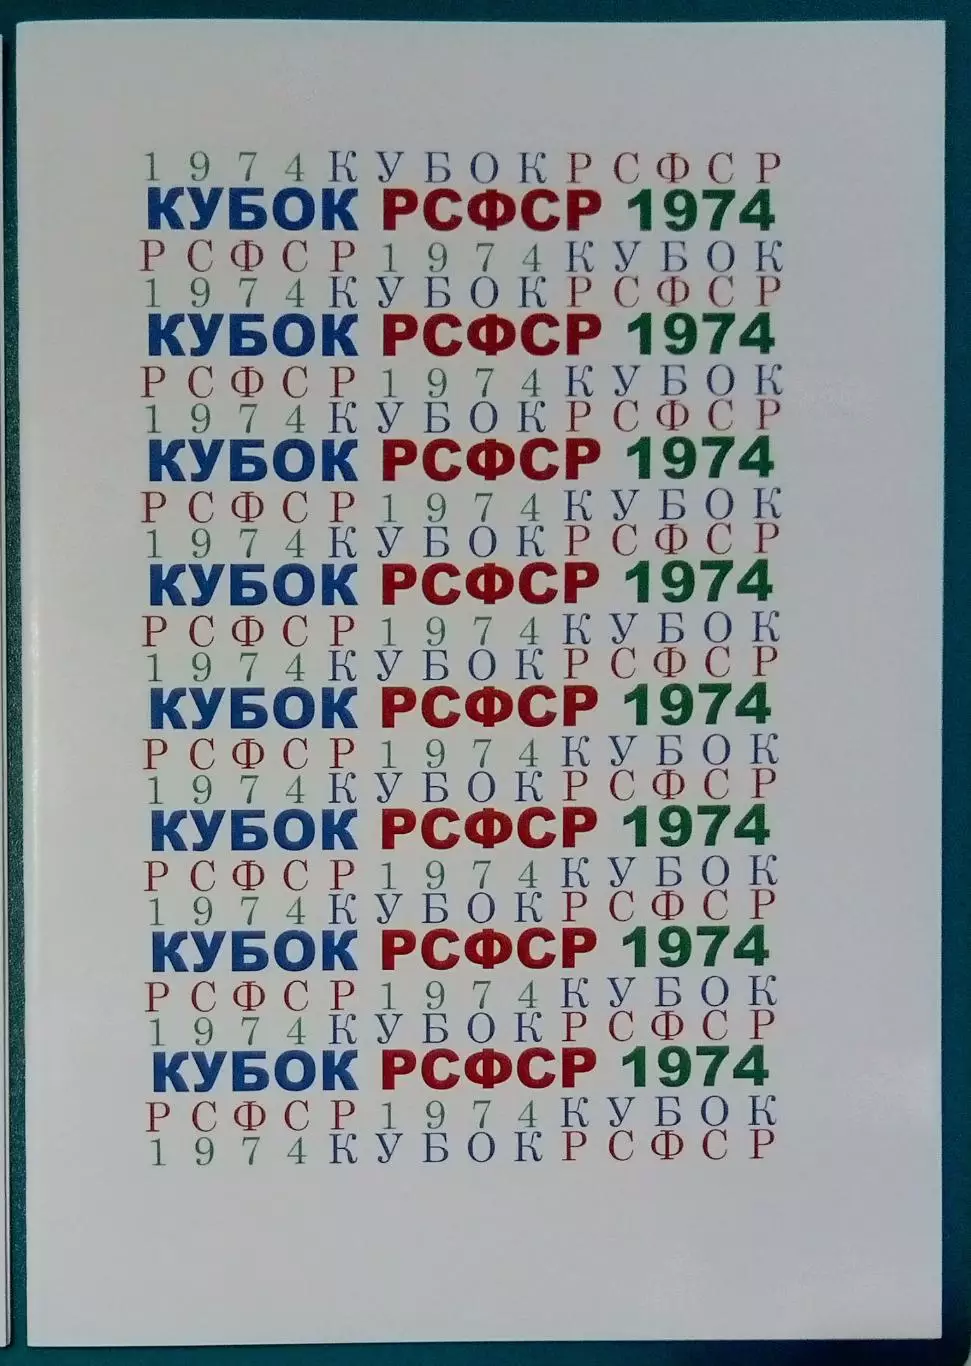 1 9 7 4 К У Б О К Р С Ф С Р
КУБОК РСФСР 1974
Р С Ф С Р 1 9 7 4 К У Б О К
1 9 7 4 К У Б О К Р С Ф С Р
КУБОК РСФСР 1974
Р С Ф С Р 1 9 7 4 К У Б О К
1 9 7 4 К У Б О К Р С Ф С Р
КУБОК РСФСР 1974
Р С Ф С Р 1 9 7 4 К У Б О К
1 9 7 4 К У Б О К Р С Ф С Р
КУБОК РСФСР 1974
Р С Ф С Р 1 9 7 4 К У Б О К
1 9 7 4 К У Б О К Р С Ф С Р
КУБОК РСФСР 1974
Р С Ф С Р 1 9 7 4 К У Б О К
1 9 7 4 К У Б О К Р С Ф С Р
КУБОК РСФСР 1974
Р С Ф С Р 1 9 7 4 К У Б О К
1 9 7 4 К У Б О К Р С Ф С Р
КУБОК РСФСР 1974
Р С Ф С Р 1 9 7 4 К У Б О К
1 9 7 4 К У Б О К Р С Ф С Р
КУБОК РСФСР 1974
Р С Ф С Р 1 9 7 4 К У Б О К
1 9 7 4 К У Б О К Р С Ф С Р